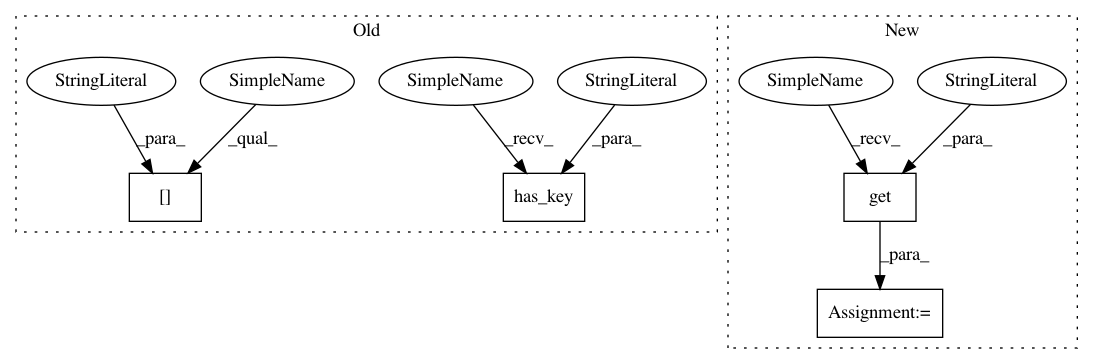 Old
New
StringLiteral
SimpleName
SimpleName
StringLiteral
SimpleName
StringLiteral
_para_
_qual_
_recv_
_para_
_recv_
_para_
[]
has_key
get
_para_
Assignment:=